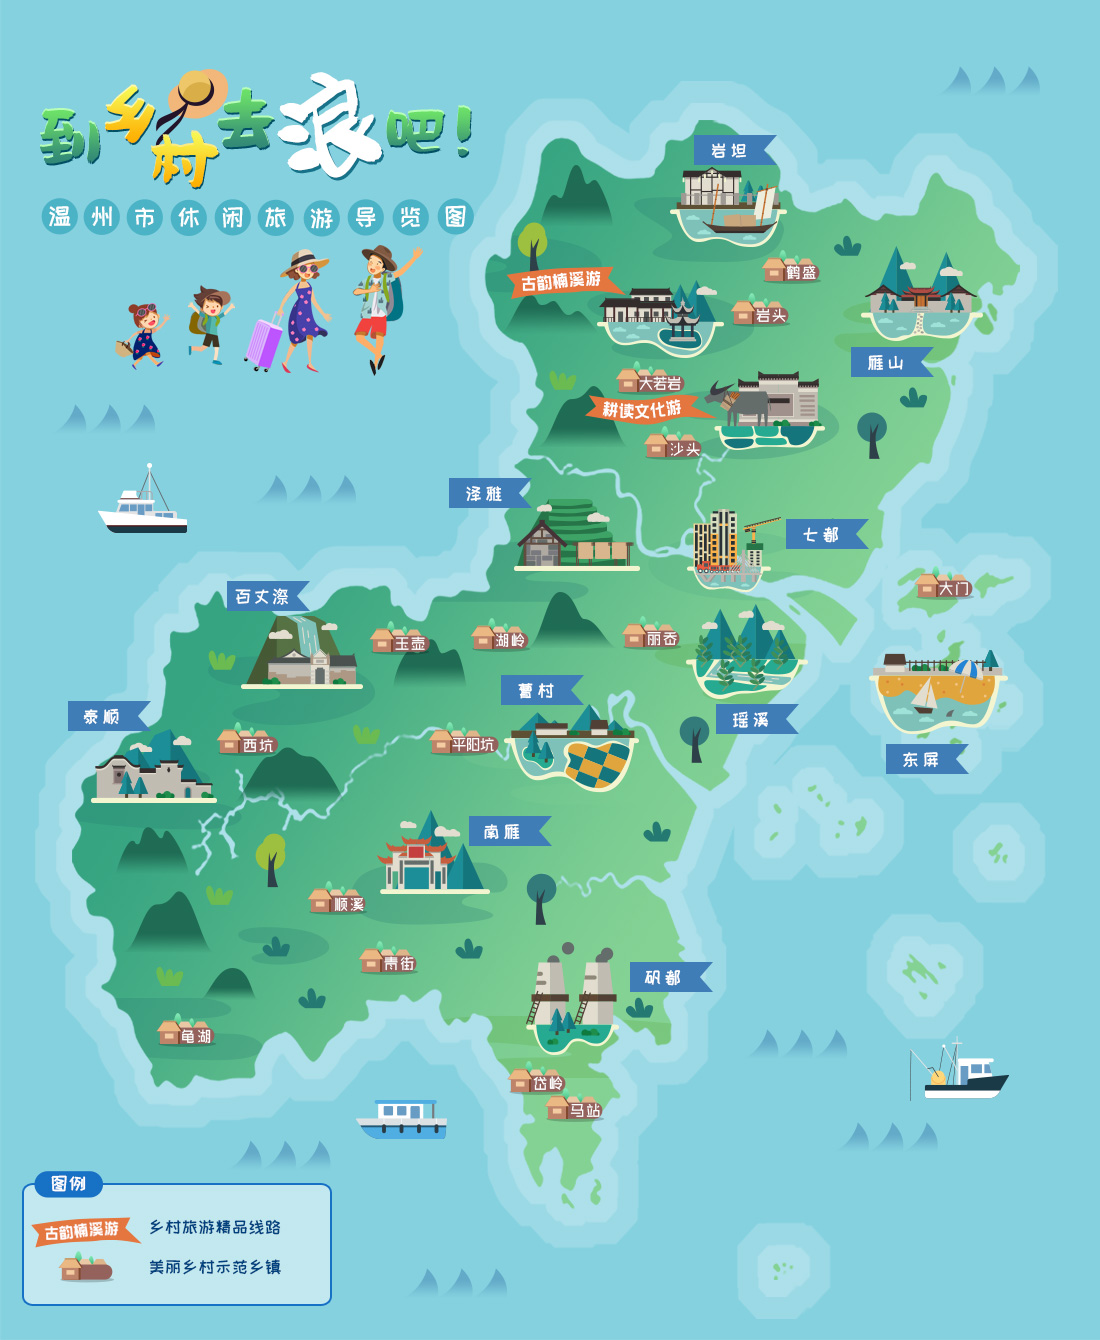 到乡村去浪吧！
温州市休闲旅游导览图
岩坦
鹤盛
古韵楠溪游
岩头
雁山
大若岩
耕读文化游
沙头
泽雅
七都
大门
百丈漈
玉壶
湖岭
丽岙
曹村
泰顺
瑶溪
西坑
平阳坑
东屏
南雁
顺溪
青街
矾都
龟湖
岱岭
马站
图例
古韵楠溪游
乡村旅游精品线路
美丽乡村示范乡镇